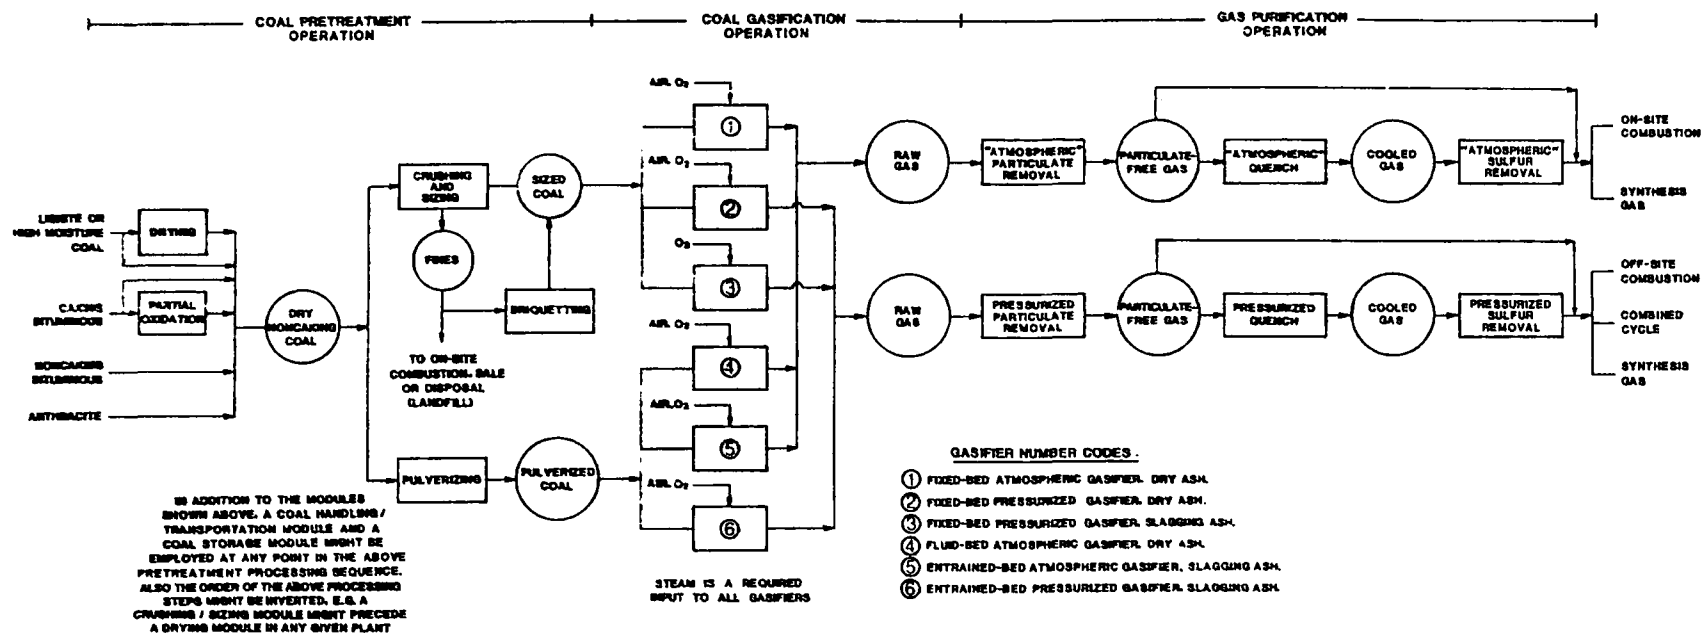 COAL PRETREATMENT
OPERATION
COAL GASIFICATION
OPERATION
GAS PURIFICATION
OPERATION
LIGNITE OR
HIGH MOISTURE
COAL
DRYING
CAKING
BITUMINOUS
PARTIAL
OXIDATION
NONCAKING
BITUMINOUS
ANTHRACITE
DRY
NONCAKING
COAL
CRUSHING
AND
SIZING
SIZED
COAL
FINES
BRIQUETTING
TO ON-SITE
COMBUSTION, SALE
OR DISPOSAL
(LANDFILL)
PULVERIZING
PULVERIZED
COAL
AIR, O₂
1
AIR, O₂
2
O₂
3
AIR, O₂
4
AIR, O₂
5
AIR, O₂
6
STEAM IS A REQUIRED
INPUT TO ALL GASIFIERS
RAW
GAS
"ATMOSPHERIC"
PARTICULATE
REMOVAL
PARTICULATE-
FREE GAS
"ATMOSPHERIC"
QUENCH
COOLED
GAS
"ATMOSPHERIC"
SULFUR
REMOVAL
ON-SITE
COMBUSTION
SYNTHESIS
GAS
RAW
GAS
PRESSURIZED
PARTICULATE
REMOVAL
PARTICULATE-
FREE GAS
PRESSURIZED
QUENCH
COOLED
GAS
PRESSURIZED
SULFUR
REMOVAL
OFF-SITE
COMBUSTION
COMBINED
CYCLE
SYNTHESIS
GAS
IN ADDITION TO THE MODULES
SHOWN ABOVE, A COAL HANDLING /
TRANSPORTATION MODULE AND A
COAL STORAGE MODULE MIGHT BE
EMPLOYED AT ANY POINT IN THE ABOVE
PRETREATMENT PROCESSING SEQUENCE.
ALSO THE ORDER OF THE ABOVE PROCESSING
STEPS MIGHT BE INVERTED, E.G. A
CRUSHING / SIZING MODULE MIGHT PRECEDE
A DRYING MODULE IN ANY GIVEN PLANT
GASIFIER NUMBER CODES.
1 FIXED-BED ATMOSPHERIC GASIFIER, DRY ASH.
2 FIXED-BED PRESSURIZED GASIFIER, DRY ASH.
3 FIXED-BED PRESSURIZED GASIFIER, SLAGGING ASH.
4 FLUID-BED ATMOSPHERIC GASIFIER, DRY ASH.
5 ENTRAINED-BED ATMOSPHERIC GASIFIER, SLAGGING ASH.
6 ENTRAINED-BED PRESSURIZED GASIFIER, SLAGGING ASH.